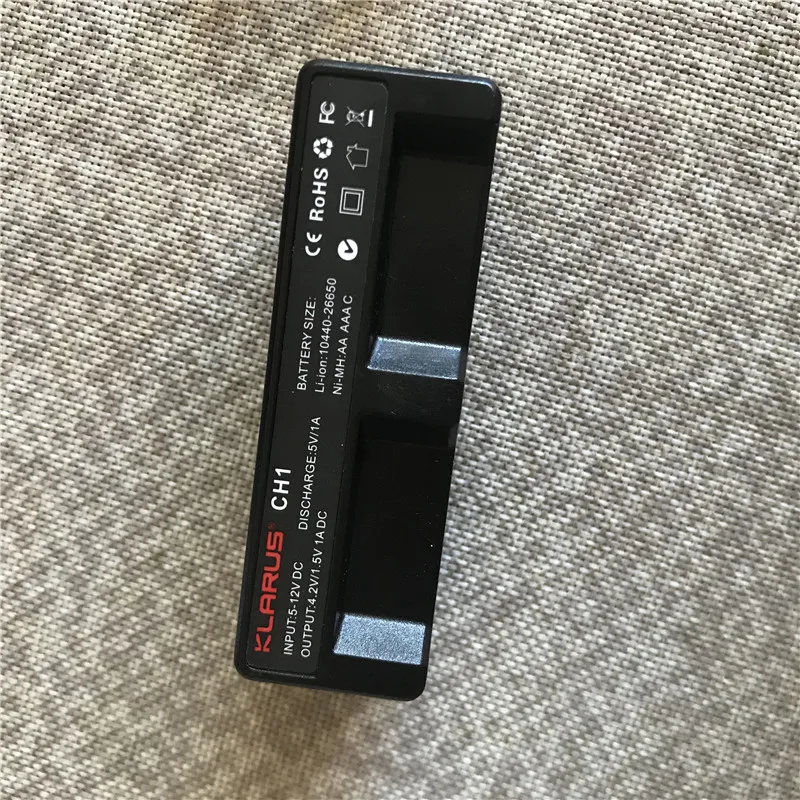 KLARUS® CH1
INPUT:5-12V DC DISCHARGE:5V/1A
OUTPUT:4.2V/1.5V 1A DC
BATTERY SIZE:
Li-ion:10440-26650
Ni-MH:AA AAA C
CE RoHS FC